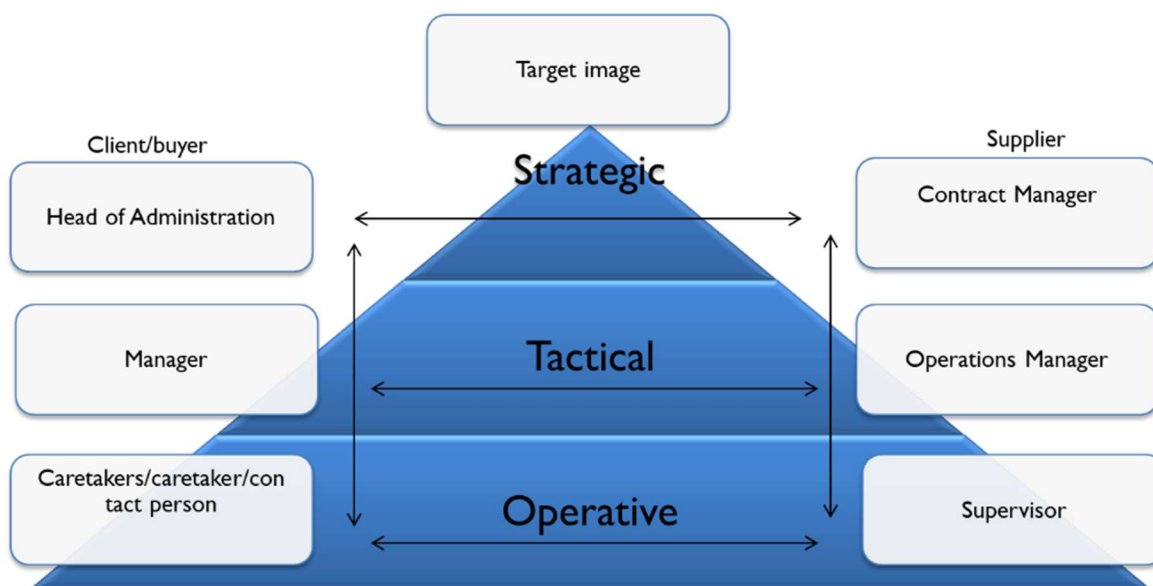 Target image
Client/buyer
Supplier
Strategic
Head of Administration
Contract Manager
Manager
Tactical
Operations Manager
Caretakers/caretaker/con
tact person
Operative
Supervisor